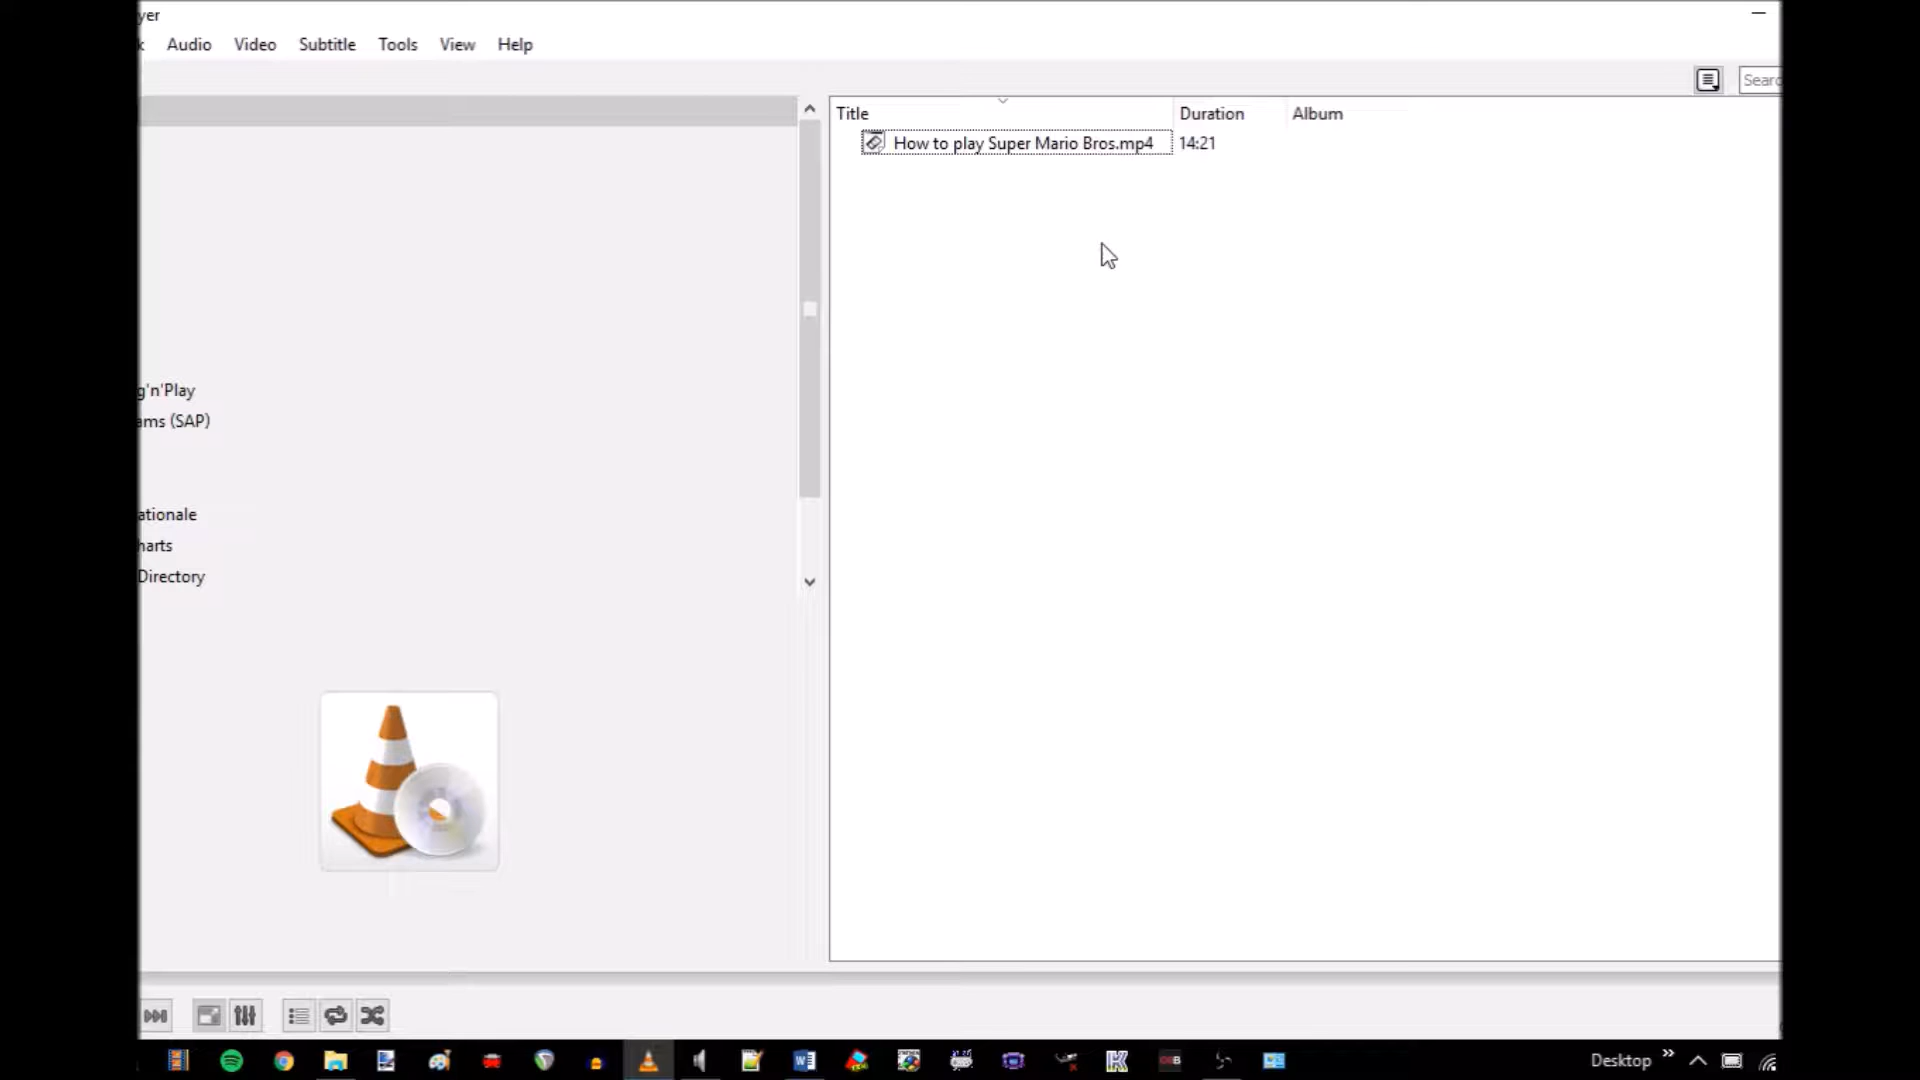 yer
k Audio Video Subtitle Tools View Help
Searc
Title Duration Album
How to play Super Mario Bros.mp4 14:21
g'n'Play
ams (SAP)
ationale
harts
Directory
Desktop